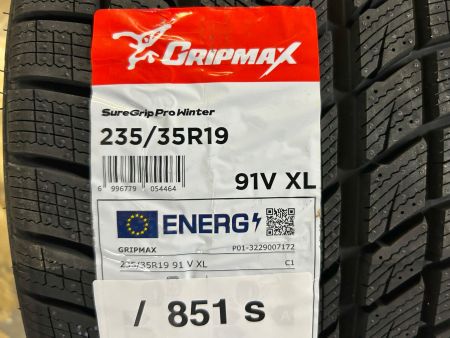 GRIPMAX
SureGrip Pro Winter
235/35R19
6 996779 054464
91V XL
ENERG
GRIPMAX P01-3229007172
235/35R19 91 V XL C1
/ 851 S